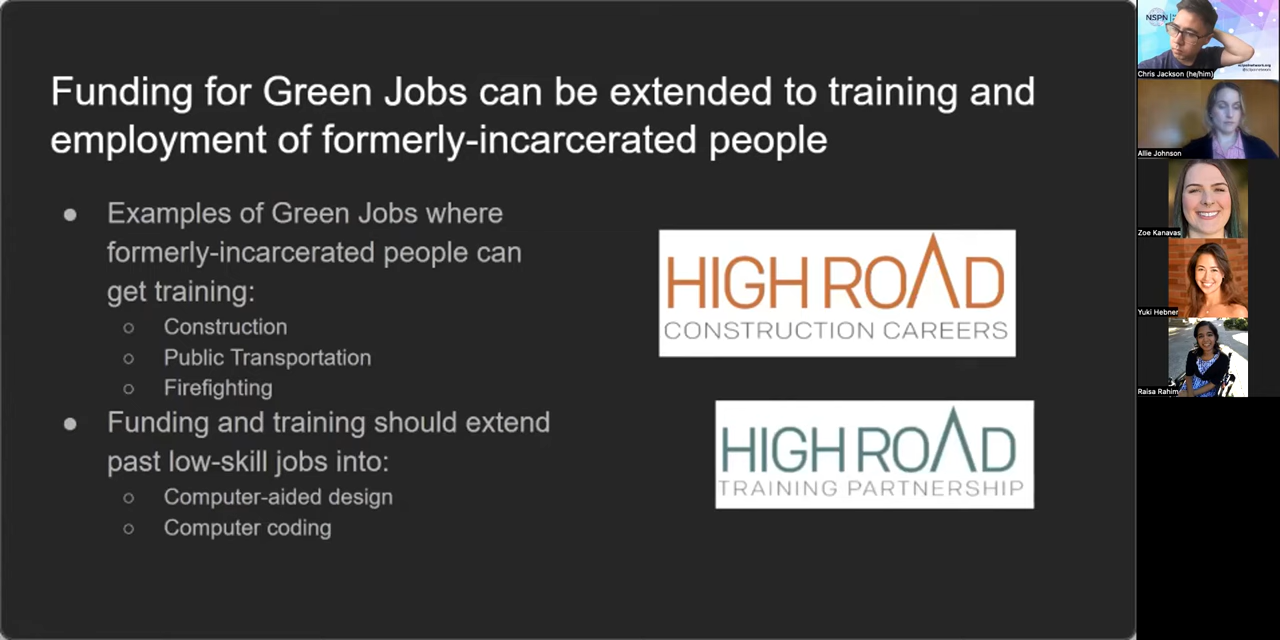 Funding for Green Jobs can be extended to training and
employment of formerly-incarcerated people
● Examples of Green Jobs where
formerly-incarcerated people can
get training:
○ Construction
○ Public Transportation
○ Firefighting
● Funding and training should extend
past low-skill jobs into:
○ Computer-aided design
○ Computer coding
HIGH ROAD
CONSTRUCTION CAREERS
HIGH ROAD
TRAINING PARTNERSHIP
NSPN
Chris Jackson (he/him)
Allie Johnson
Zoe Kanavas
Yuki Hebner
Raisa Rahim